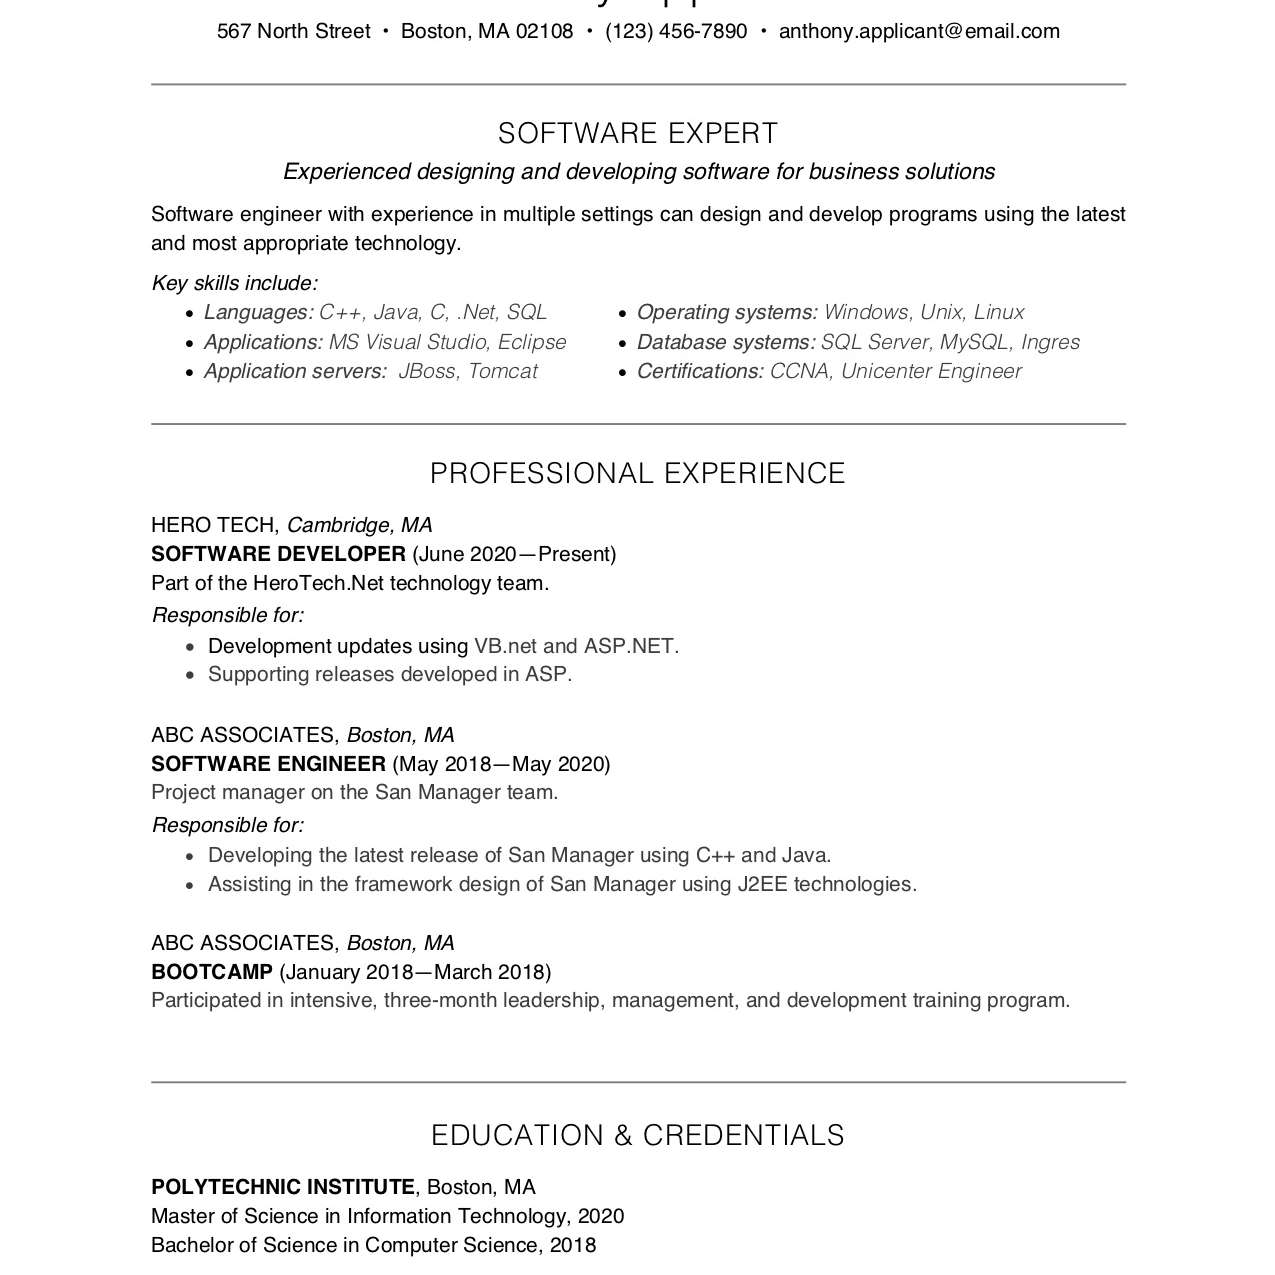 567 North Street • Boston, MA 02108 • (123) 456-7890 • anthony.applicant@email.com
SOFTWARE EXPERT
Experienced designing and developing software for business solutions
Software engineer with experience in multiple settings can design and develop programs using the latest
and most appropriate technology.
Key skills include:
• Languages: C++, Java, C, .Net, SQL
• Applications: MS Visual Studio, Eclipse
• Application servers: JBoss, Tomcat
• Operating systems: Windows, Unix, Linux
• Database systems: SQL Server, MySQL, Ingres
• Certifications: CCNA, Unicenter Engineer
PROFESSIONAL EXPERIENCE
HERO TECH, Cambridge, MA
SOFTWARE DEVELOPER (June 2020—Present)
Part of the HeroTech.Net technology team.
Responsible for:
• Development updates using VB.net and ASP.NET.
• Supporting releases developed in ASP.
ABC ASSOCIATES, Boston, MA
SOFTWARE ENGINEER (May 2018—May 2020)
Project manager on the San Manager team.
Responsible for:
• Developing the latest release of San Manager using C++ and Java.
• Assisting in the framework design of San Manager using J2EE technologies.
ABC ASSOCIATES, Boston, MA
BOOTCAMP (January 2018—March 2018)
Participated in intensive, three-month leadership, management, and development training program.
EDUCATION & CREDENTIALS
POLYTECHNIC INSTITUTE, Boston, MA
Master of Science in Information Technology, 2020
Bachelor of Science in Computer Science, 2018